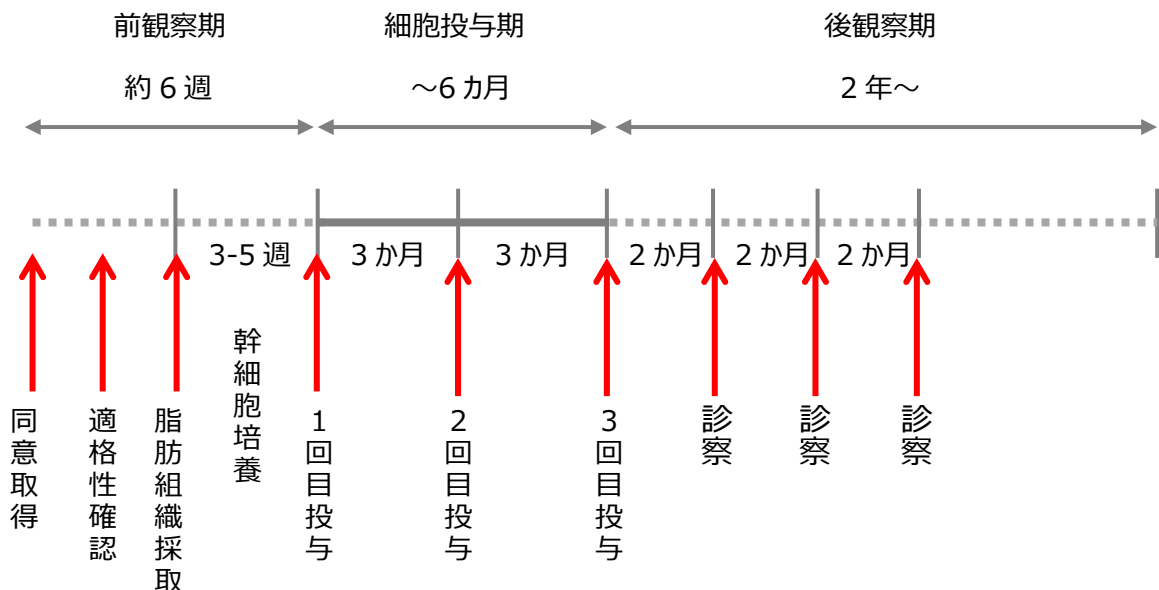 前観察期
細胞投与期
後観察期
約６週
～6 カ月
２年～
3-5 週
3 か月
3 か月
2 か月
2 か月
2 か月
同意取得
適格性確認
脂肪組織採取
幹細胞培養
1回目投与
2回目投与
3回目投与
診察
診察
診察